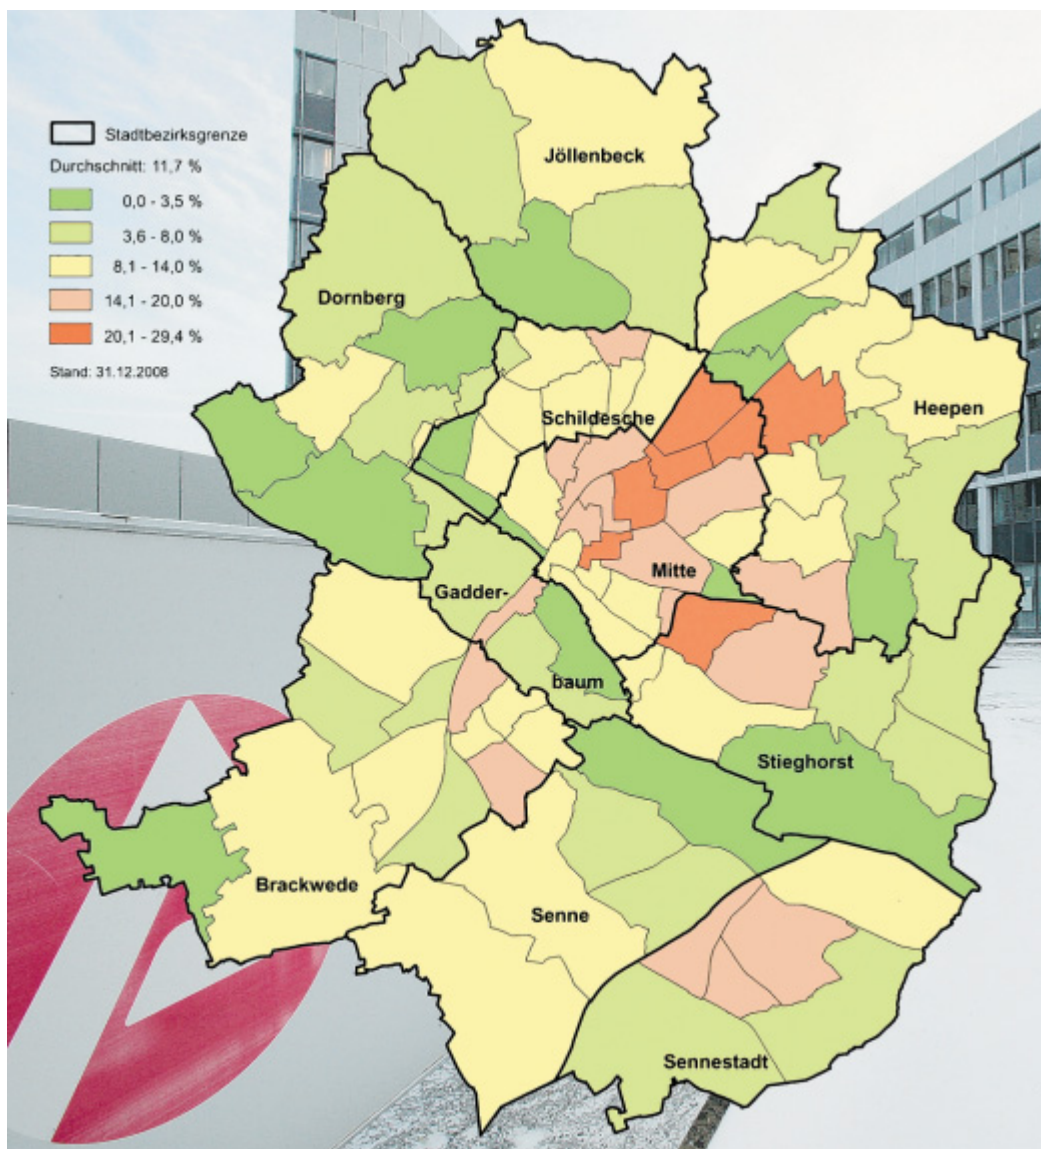 Stadtbezirksgrenze
Durchschnitt: 11,7 %
0,0 - 3,5 %
3,6 - 8,0 %
8,1 - 14,0 %
14,1 - 20,0 %
20,1 - 29,4 %
Stand: 31.12.2008
Jöllenbeck
Dornberg
Schildesche
Heepen
Mitte
Gadder-
baum
Stieghorst
Brackwede
Senne
Sennestadt